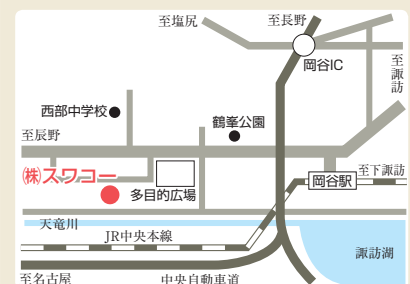 至塩尻
至長野
岡谷IC
至諏訪
西部中学校
鶴峯公園
至辰野
㈱スワコー
多目的広場
岡谷駅
至下諏訪
天竜川
JR中央本線
諏訪湖
至名古屋
中央自動車道